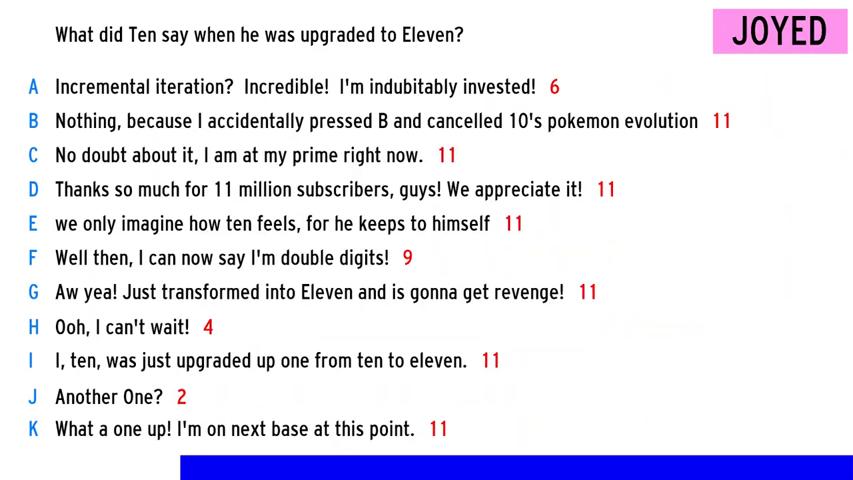 What did Ten say when he was upgraded to Eleven?
JOYED
A Incremental iteration? Incredible! I'm indubitably invested! 6
B Nothing, because I accidentally pressed B and cancelled 10's pokemon evolution 11
C No doubt about it, I am at my prime right now. 11
D Thanks so much for 11 million subscribers, guys! We appreciate it! 11
E we only imagine how ten feels, for he keeps to himself 11
F Well then, I can now say I'm double digits! 9
G Aw yea! Just transformed into Eleven and is gonna get revenge! 11
H Ooh, I can't wait! 4
I I, ten, was just upgraded up one from ten to eleven. 11
J Another One? 2
K What a one up! I'm on next base at this point. 11